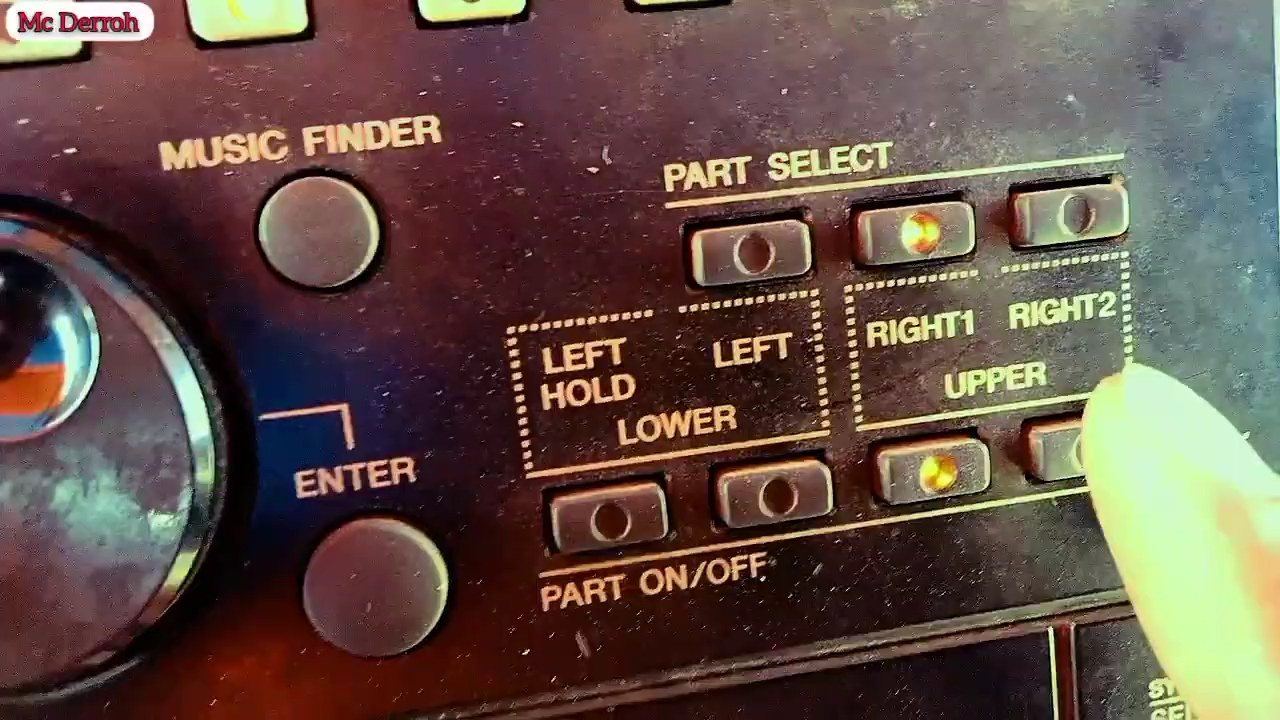 Mc Derroh
MUSIC FINDER
PART SELECT
LEFT
HOLD
LEFT
LOWER
RIGHT1
RIGHT2
UPPER
ENTER
PART ON/OFF